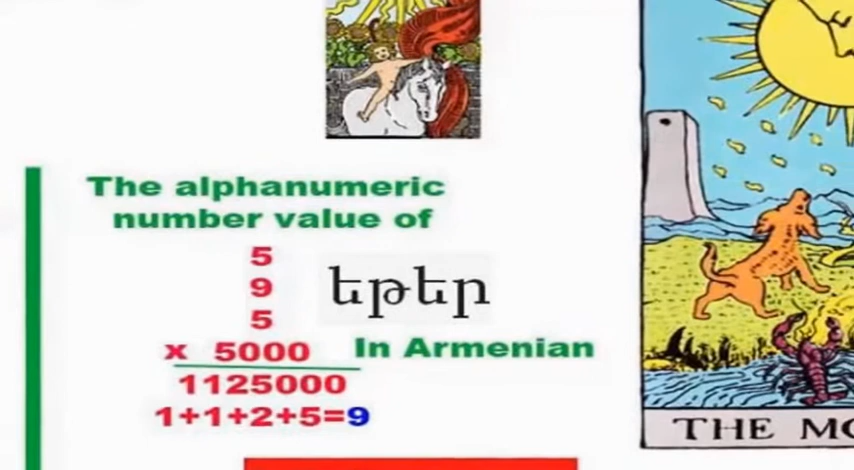 The alphanumeric
number value of
5
9
5
x 5000
1125000
1+1+2+5=9
եթեր
In Armenian
THE